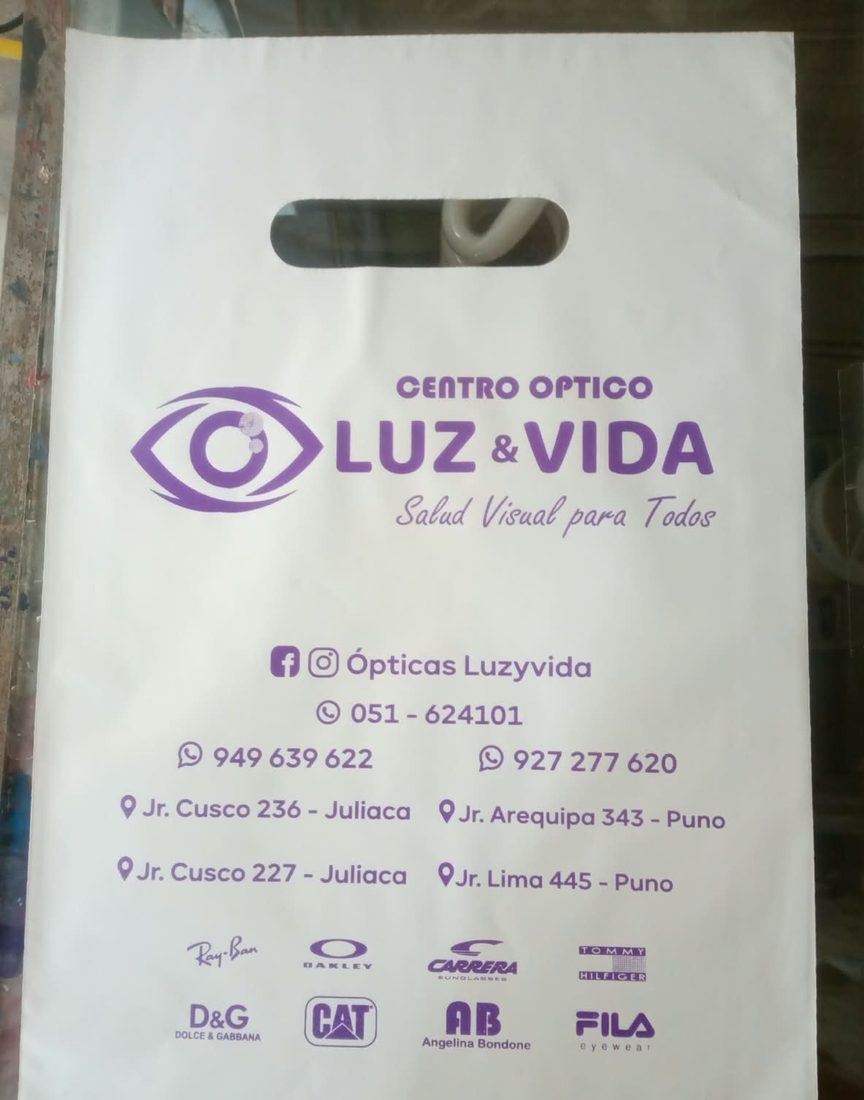 CENTRO OPTICO
LUZ & VIDA
Salud Visual para Todos
Ópticas Luzyvida
051 - 624101
949 639 622
927 277 620
Jr. Cusco 236 - Juliaca
Jr. Arequipa 343 - Puno
Jr. Cusco 227 - Juliaca
Jr. Lima 445 - Puno
Ray-Ban
OAKLEY
CARRERA
SUNGLASSES
TOMMY
HILFIGER
D&G
DOLCE & GABBANA
CAT
AB
Angelina Bondone
FILA
eyewear